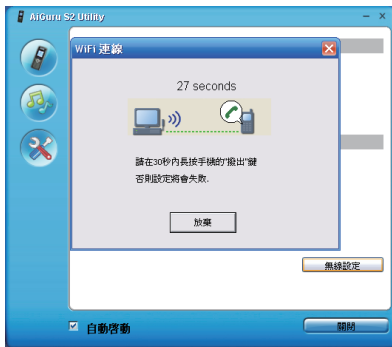 AiGuru S2 Utility
WiFi 連線
27 seconds
請在30秒內長按手機的"撥出"鍵
否則設定將會失敗.
放棄
無線設定
自動啓動
關閉